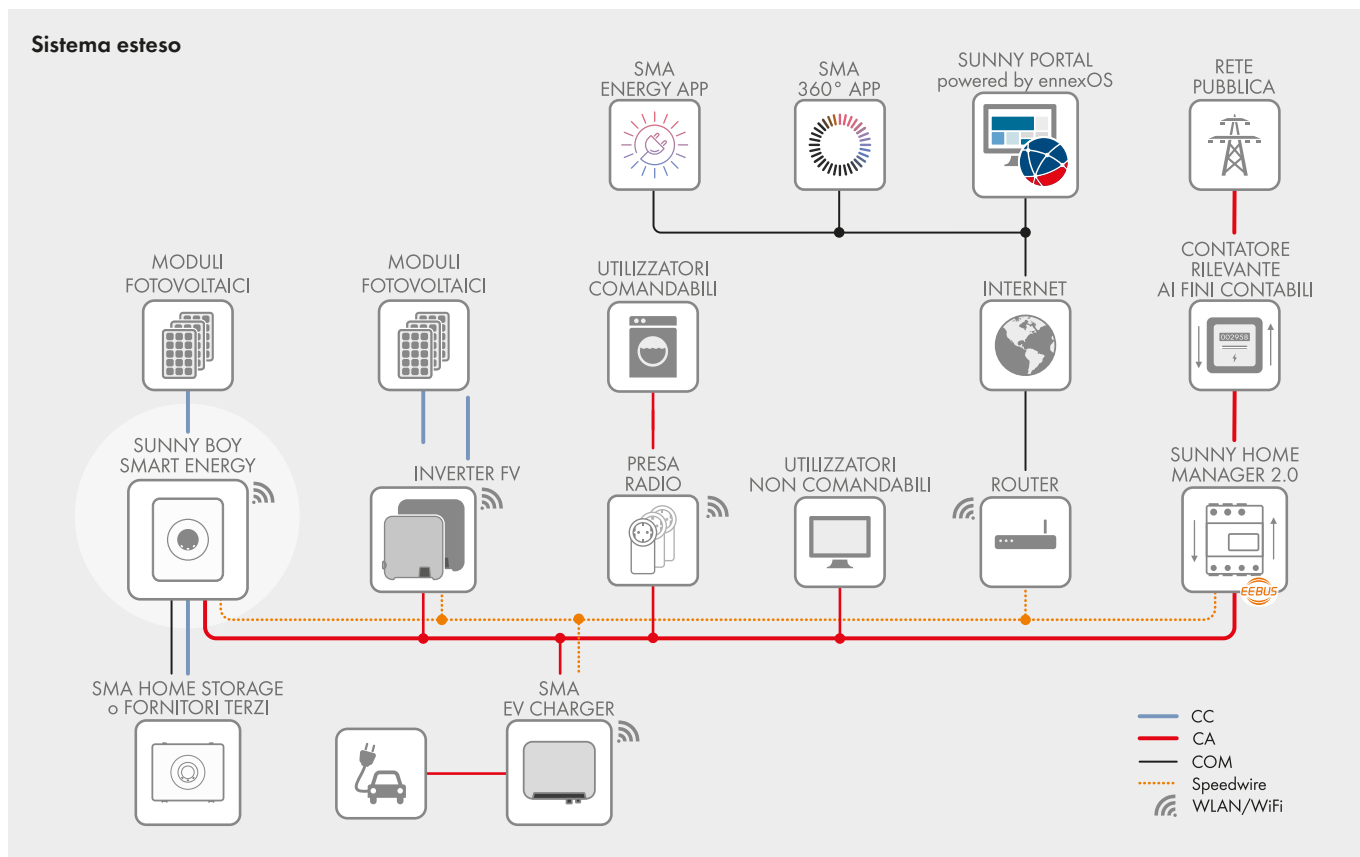 Sistema esteso
SMA
ENERGY APP
SMA
360° APP
SUNNY PORTAL
powered by ennexOS
RETE
PUBBLICA
MODULI
FOTOVOLTAICI
MODULI
FOTOVOLTAICI
UTILIZZATORI
COMANDABILI
INTERNET
CONTATORE
RILEVANTE
AI FINI CONTABILI
002958
SUNNY BOY
SMART ENERGY
INVERTER FV
PRESA
RADIO
UTILIZZATORI
NON COMANDABILI
ROUTER
SUNNY HOME
MANAGER 2.0
EEBUS
SMA HOME STORAGE
o FORNITORI TERZI
SMA
EV CHARGER
CC
CA
COM
Speedwire
WLAN/WiFi